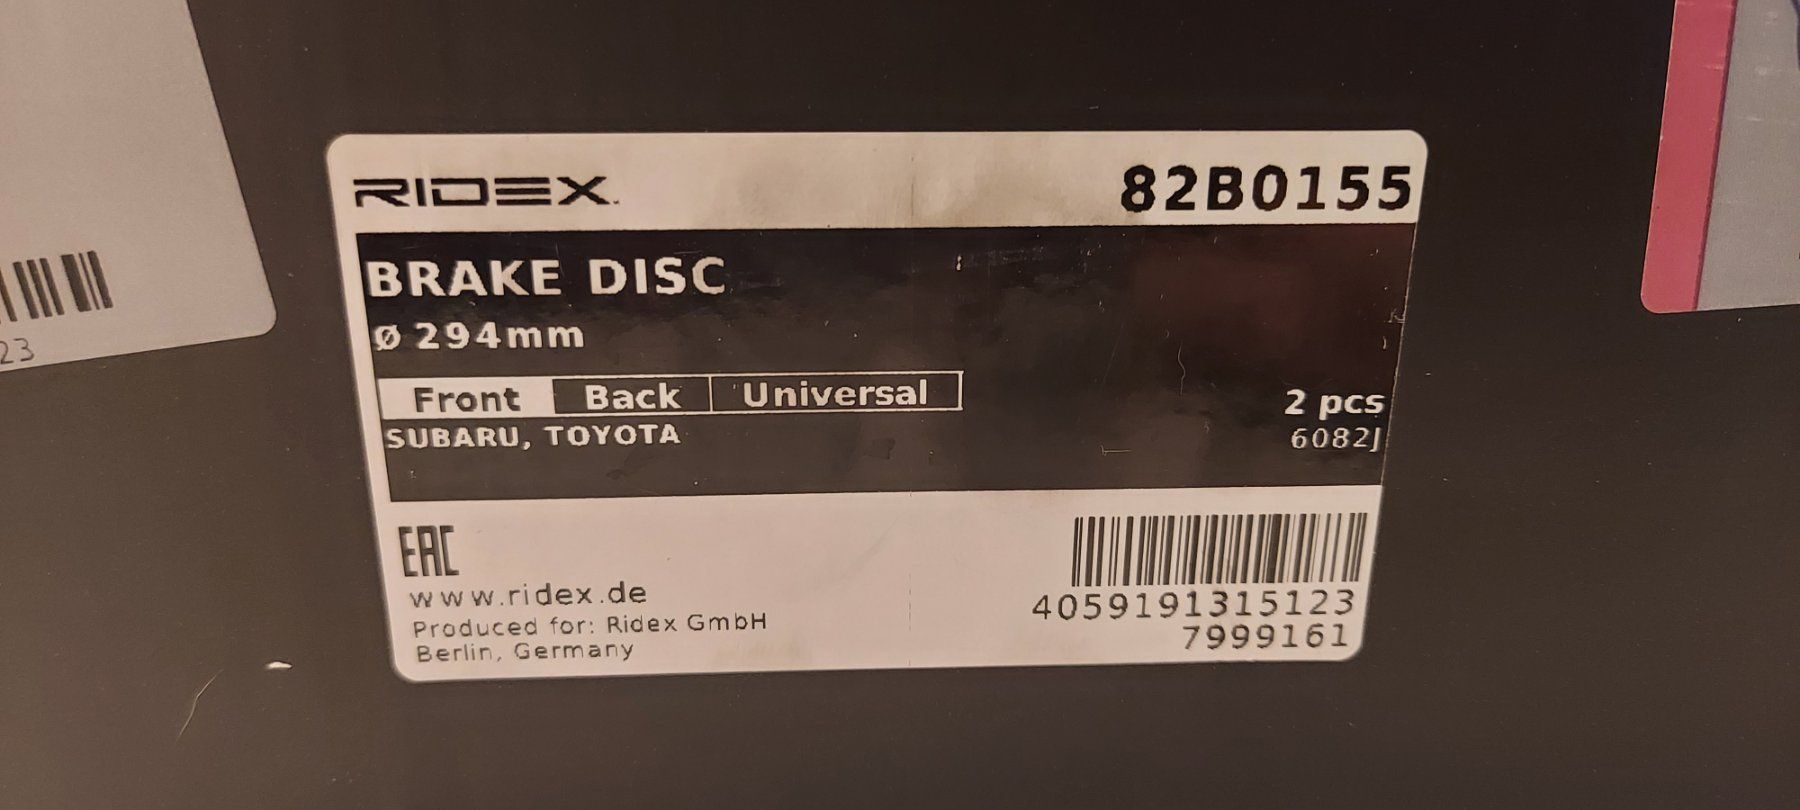 RIDEX
82B0155
BRAKE DISC
ø 294mm
Front Back Universal
SUBARU, TOYOTA
2 pcs
6082J
EAC
www.ridex.de
Produced for: Ridex GmbH
Berlin, Germany
4059191315123
7999161
23